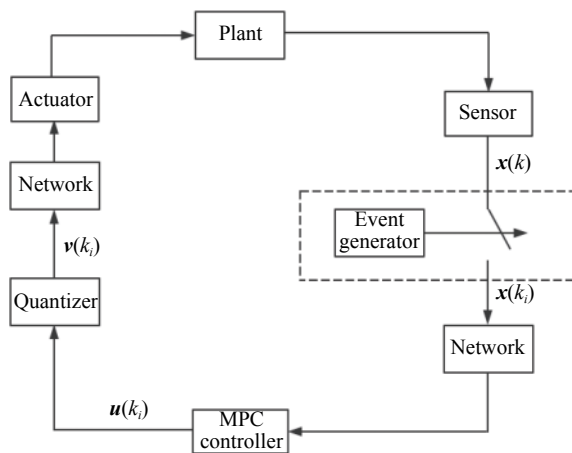 Plant
Actuator
Sensor
x(k)
Network
Event
generator
v(k_i)
x(k_i)
Quantizer
Network
u(k_i)
MPC
controller